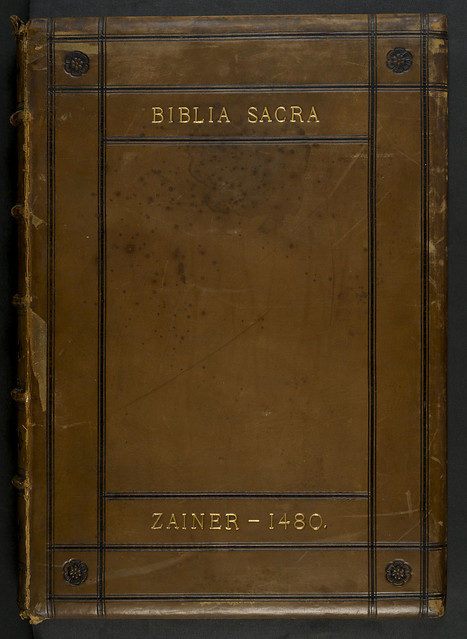 BIBLIA SACRA
ZAINER - 1480.